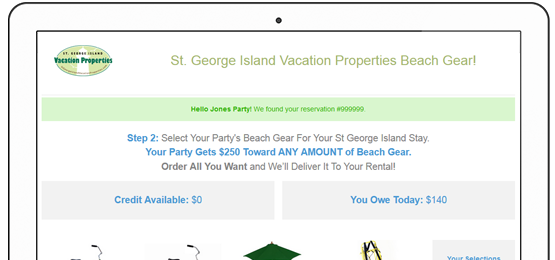 ST. GEORGE ISLAND
Vacation Properties
St. George Island Vacation Properties Beach Gear!
Hello Jones Party! We found your reservation #999999.
Step 2: Select Your Party's Beach Gear For Your St George Island Stay.
Your Party Gets $250 Toward ANY AMOUNT of Beach Gear.
Order All You Want and We'll Deliver It To Your Rental!
Credit Available: $0
You Owe Today: $140
Your Selections